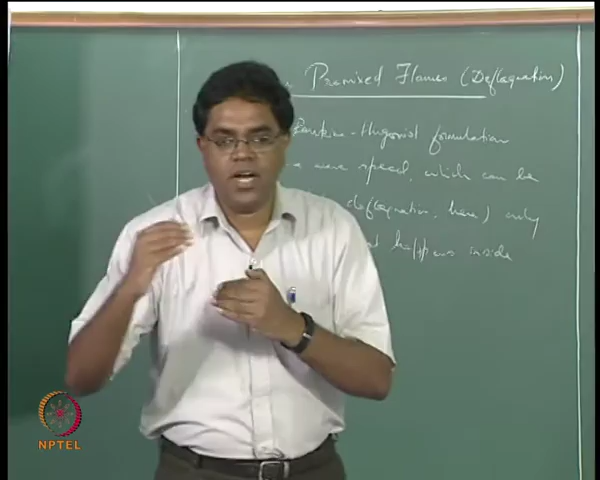 Premixed Flames (Deflagration)
Rankine-Hugoniot formulation
a wave speed, which can be
deflagration, here) only
happens inside
NPTEL